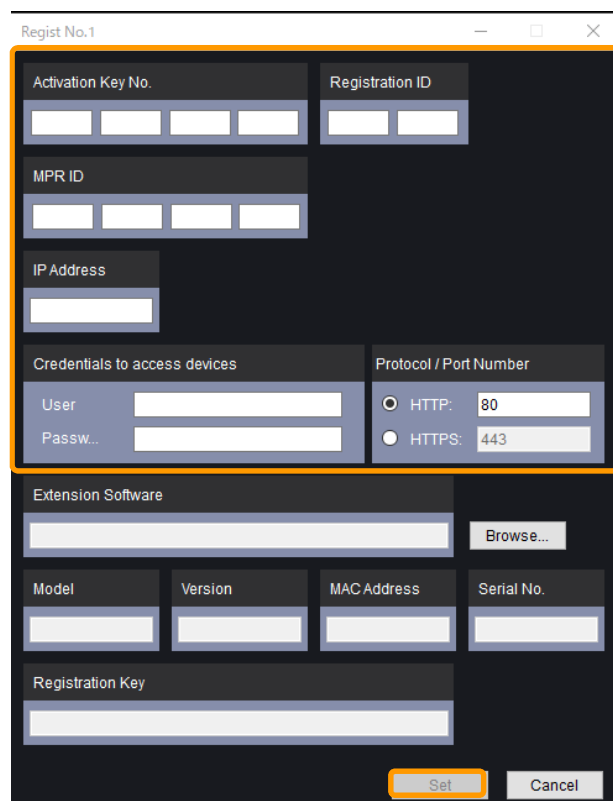 Regist No.1
Activation Key No.
Registration ID
MPR ID
IP Address
Credentials to access devices
Protocol / Port Number
User
HTTP: 80
Passw...
HTTPS: 443
Extension Software
Browse...
Model Version MAC Address Serial No.
Registration Key
Set Cancel